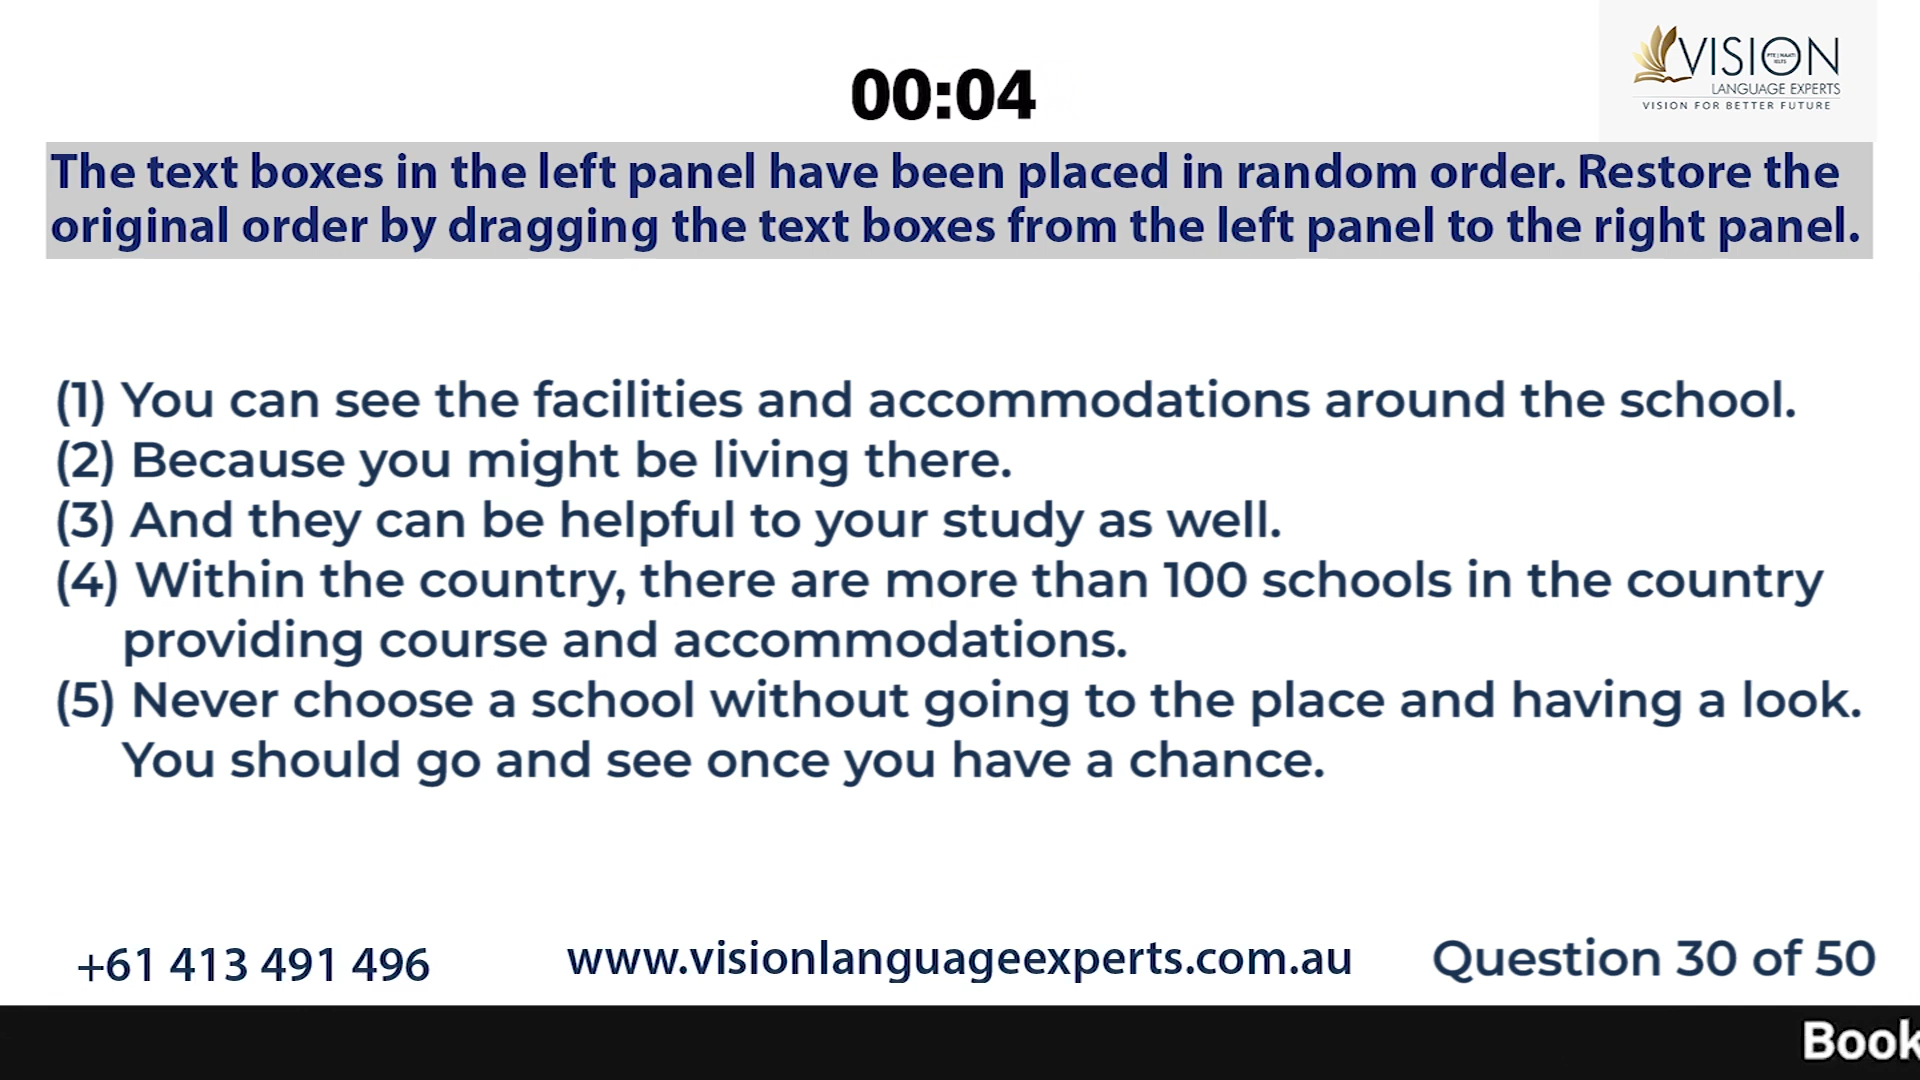 VISION
PTE | NAATI
IELTS
LANGUAGE EXPERTS
VISION FOR BETTER FUTURE
00:04
The text boxes in the left panel have been placed in random order. Restore the
original order by dragging the text boxes from the left panel to the right panel.
(1) You can see the facilities and accommodations around the school.
(2) Because you might be living there.
(3) And they can be helpful to your study as well.
(4) Within the country, there are more than 100 schools in the country
providing course and accommodations.
(5) Never choose a school without going to the place and having a look.
You should go and see once you have a chance.
+61 413 491 496
www.visionlanguageexperts.com.au
Question 30 of 50
Book